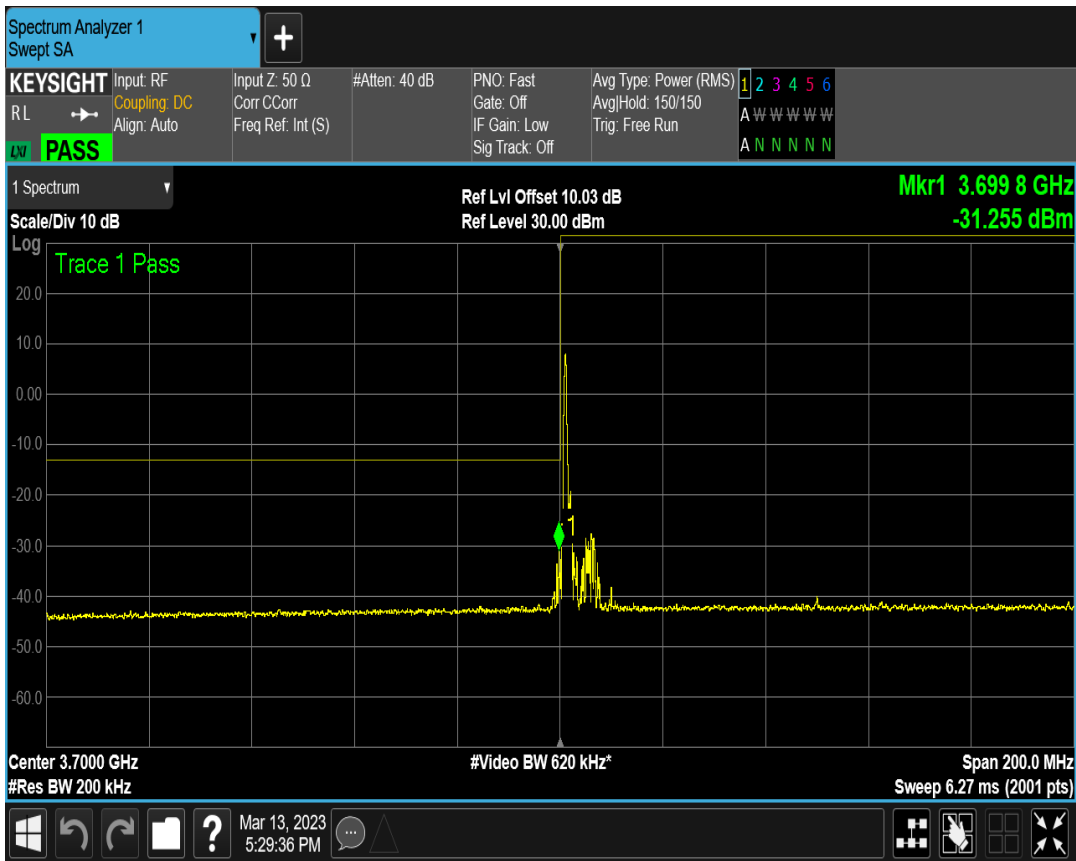 Spectrum Analyzer 1
Swept SA
KEYSIGHT
R L
LXI PASS
Input: RF
Coupling: DC
Align: Auto
Input Z: 50 Ω
Corr CCorr
Freq Ref: Int (S)
#Atten: 40 dB
PNO: Fast
Gate: Off
IF Gain: Low
Sig Track: Off
Avg Type: Power (RMS)
Avg|Hold: 150/150
Trig: Free Run
1 2 3 4 5 6
A W W W W W
A N N N N N
1 Spectrum
Scale/Div 10 dB
Ref Lvl Offset 10.03 dB
Ref Level 30.00 dBm
Mkr1 3.699 8 GHz
-31.255 dBm
Log
Trace 1 Pass
20.0
10.0
0.00
-10.0
-20.0
-30.0
-40.0
-50.0
-60.0
Center 3.7000 GHz
#Res BW 200 kHz
#Video BW 620 kHz*
Span 200.0 MHz
Sweep 6.27 ms (2001 pts)
?
Mar 13, 2023
5:29:36 PM